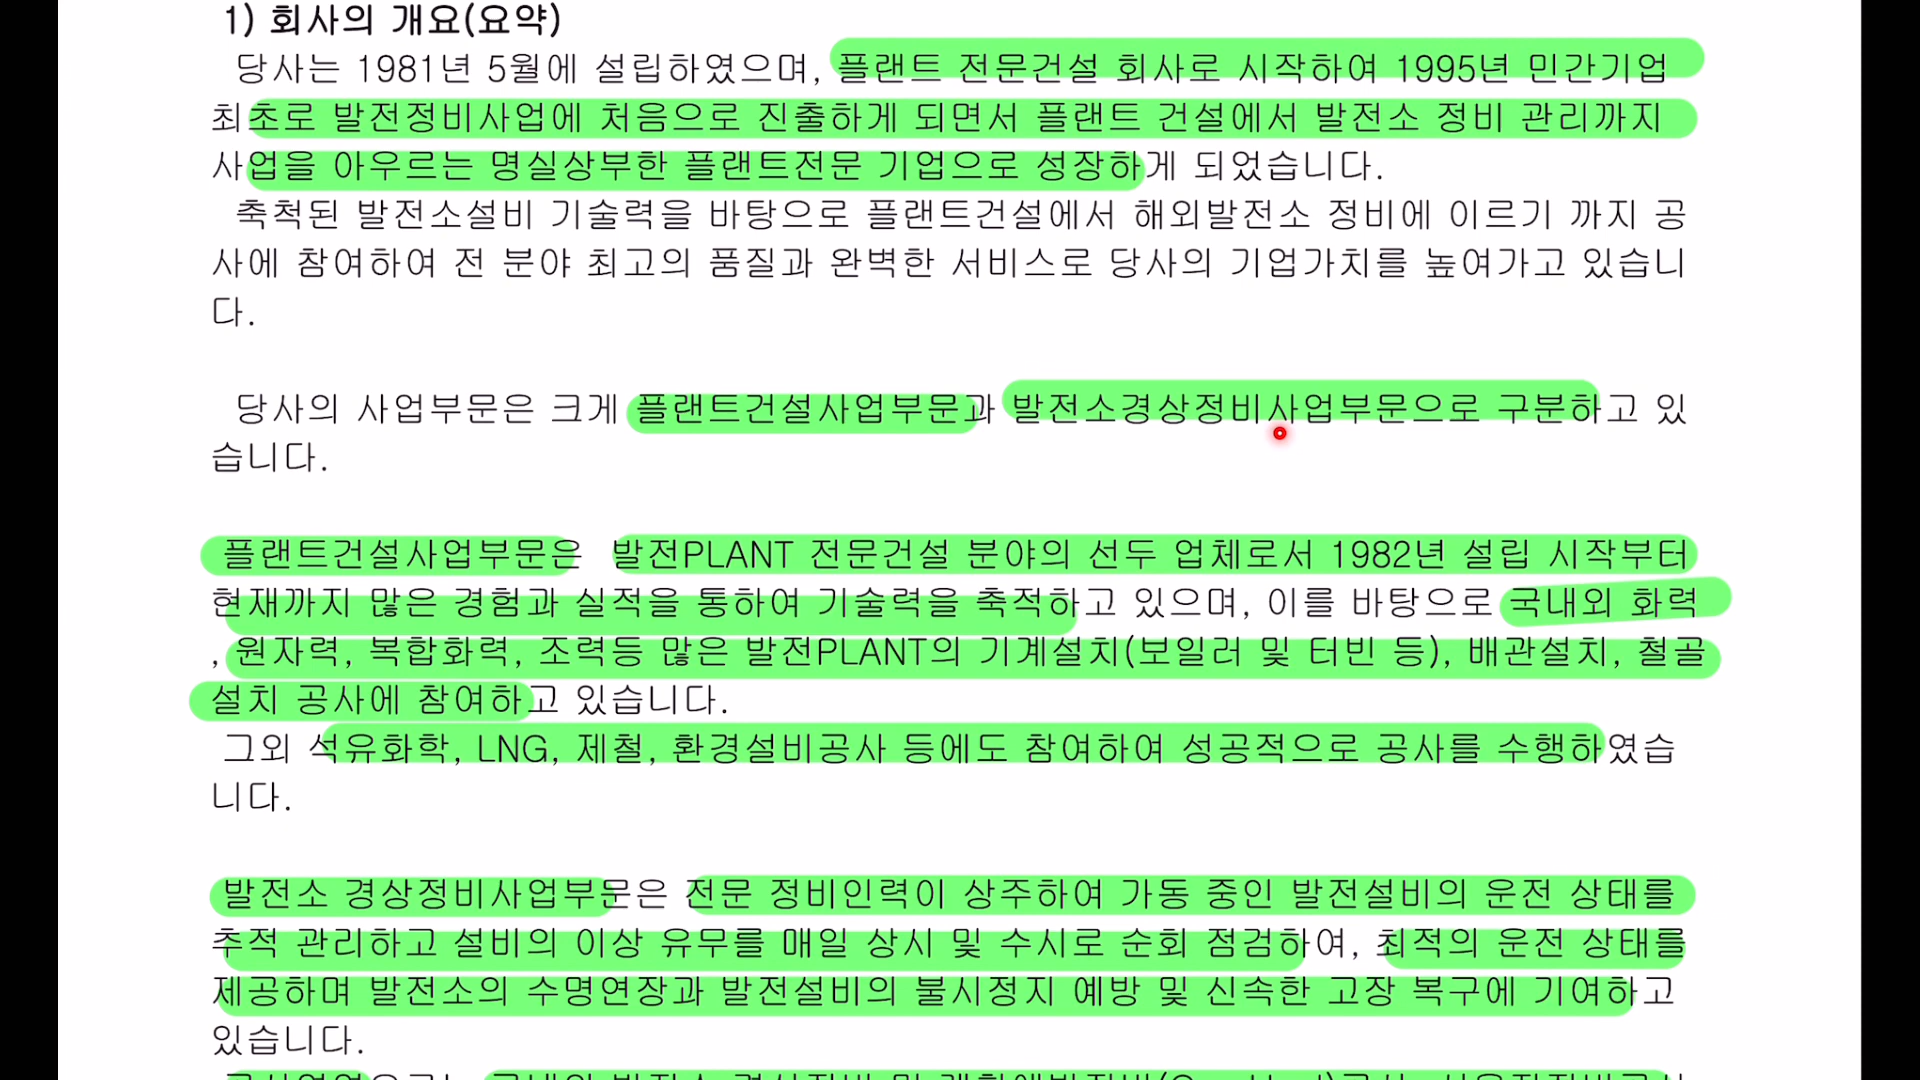 1) 회사의 개요(요약)
당사는 1981년 5월에 설립하였으며, 플랜트 전문건설 회사로 시작하여 1995년 민간기업
최초로 발전정비사업에 처음으로 진출하게 되면서 플랜트 건설에서 발전소 정비 관리까지
사업을 아우르는 명실상부한 플랜트전문 기업으로 성장하게 되었습니다.
축척된 발전소설비 기술력을 바탕으로 플랜트건설에서 해외발전소 정비에 이르기 까지 공
사에 참여하여 전 분야 최고의 품질과 완벽한 서비스로 당사의 기업가치를 높여가고 있습니
다.
당사의 사업부문은 크게 플랜트건설사업부문과 발전소경상정비사업부문으로 구분하고 있
습니다.
플랜트건설사업부문은 발전PLANT 전문건설 분야의 선두 업체로서 1982년 설립 시작부터
현재까지 많은 경험과 실적을 통하여 기술력을 축적하고 있으며, 이를 바탕으로 국내외 화력
, 원자력, 복합화력, 조력등 많은 발전PLANT의 기계설치(보일러 및 터빈 등), 배관설치, 철골
설치 공사에 참여하고 있습니다.
그외 석유화학, LNG, 제철, 환경설비공사 등에도 참여하여 성공적으로 공사를 수행하였습
니다.
발전소 경상정비사업부문은 전문 정비인력이 상주하여 가동 중인 발전설비의 운전 상태를
추적 관리하고 설비의 이상 유무를 매일 상시 및 수시로 순회 점검하여, 최적의 운전 상태를
제공하며 발전소의 수명연장과 발전설비의 불시정지 예방 및 신속한 고장 복구에 기여하고
있습니다.